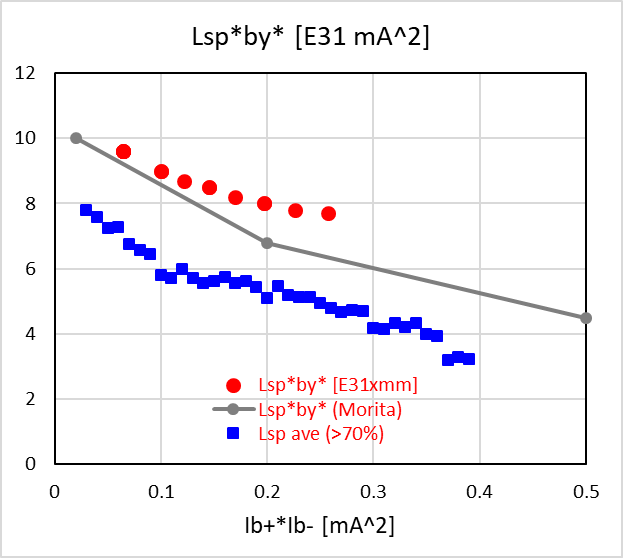 Lsp*by* [E31 mA^2]
12
10
8
6
4
2
0
Lsp*by* [E31xmm]
Lsp*by* (Morita)
Lsp ave (>70%)
0 0.1 0.2 0.3 0.4 0.5
Ib+*Ib- [mA^2]